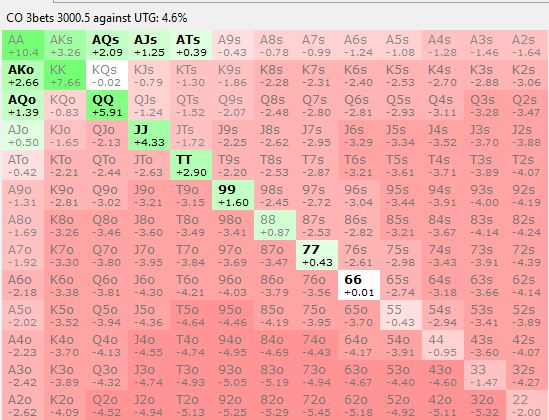 CO 3bets 3000.5 against UTG: 4.6%
AA AKs AQs AJs ATs A9s A8s A7s A6s A5s A4s A3s A2s
+10.4 +3.26 +2.09 +1.25 +0.39 -0.43 -0.78 -0.99 -1.24 -1.08 -1.28 -1.46 -1.64
AKo KK KQs KJs KTs K9s K8s K7s K6s K5s K4s K3s K2s
+2.66 +7.66 -0.02 -0.79 -1.30 -1.86 -2.28 -2.31 -2.40 -2.53 -2.70 -2.88 -3.06
AQo KQo QQ QJs QTs Q9s Q8s Q7s Q6s Q5s Q4s Q3s Q2s
+1.39 -0.83 +5.91 -1.24 -1.52 -2.07 -2.48 -2.80 -2.81 -2.93 -3.11 -3.28 -3.47
AJo KJo QJo JJ JTs J9s J8s J7s J6s J5s J4s J3s J2s
+0.50 -1.65 -2.13 +4.33 -1.72 -2.25 -2.62 -2.95 -3.29 -3.34 -3.52 -3.70 -3.88
ATo KTo QTo JTo TT T9s T8s T7s T6s T5s T4s T3s T2s
-0.42 -2.21 -2.44 -2.63 +2.90 -2.20 -2.53 -2.87 -3.21 -3.61 -3.71 -3.89 -4.07
A9o K9o Q9o J9o T9o 99 98s 97s 96s 95s 94s 93s 92s
-1.31 -2.81 -3.02 -3.21 -3.15 +1.60 -2.45 -2.72 -3.04 -3.44 -3.91 -4.00 -4.19
A8o K8o Q8o J8o T8o 98o 88 87s 86s 85s 84s 83s 82s
-1.69 -3.26 -3.46 -3.60 -3.49 -3.41 +0.87 -2.53 -2.82 -3.21 -3.67 -4.14 -4.24
A7o K7o Q7o J7o T7o 97o 87o 77 76s 75s 74s 73s 72s
-1.92 -3.30 -3.80 -3.95 -3.84 -3.69 -3.47 +0.43 -2.61 -2.98 -3.43 -3.91 -4.39
A6o K6o Q6o J6o T6o 96o 86o 76o 66 65s 64s 63s 62s
-2.18 -3.38 -3.81 -4.30 -4.21 -4.03 -3.79 -3.56 +0.01 -2.74 -3.18 -3.66 -4.14
A5o K5o Q5o J5o T5o 95o 85o 75o 65o 55 54s 53s 52s
-2.02 -3.52 -3.94 -4.36 -4.64 -4.46 -4.19 -3.95 -3.70 -0.43 -2.94 -3.41 -3.89
A4o K4o Q4o J4o T4o 94o 84o 74o 64o 54o 44 43s 42s
-2.23 -3.70 -4.13 -4.55 -4.74 -4.95 -4.69 -4.43 -4.17 -3.91 -0.95 -3.60 -4.07
A3o K3o Q3o J3o T3o 93o 83o 73o 63o 53o 43o 33 32s
-2.42 -3.89 -4.32 -4.74 -4.93 -5.05 -5.19 -4.94 -4.67 -4.40 -4.60 -1.47 -4.27
A2o K2o Q2o J2o T2o 92o 82o 72o 62o 52o 42o 32o 22
-2.62 -4.09 -4.52 -4.94 -5.13 -5.25 -5.29 -5.45 -5.18 -4.92 -5.11 -5.32 -2.00